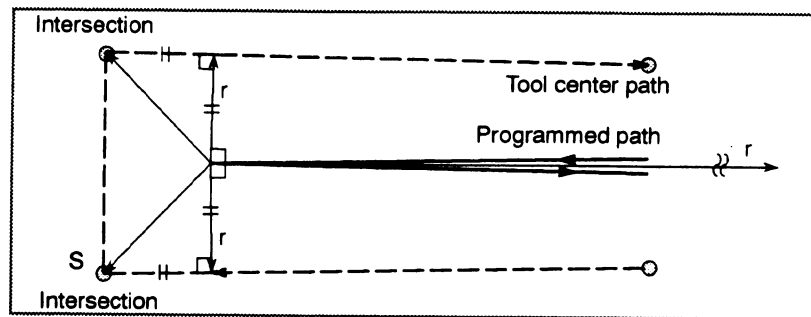 Intersection
r
Tool center path
Programmed path
r
r
S
Intersection